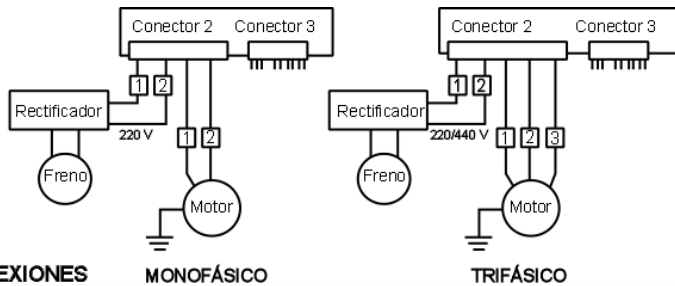 Conector 2 Conector 3
1 2
Rectificador
220 V
1 2
Freno
Motor
MONOFÁSICO
Conector 2 Conector 3
1 2
Rectificador
220/440 V
1 2 3
Freno
Motor
TRIFÁSICO
EXIONES